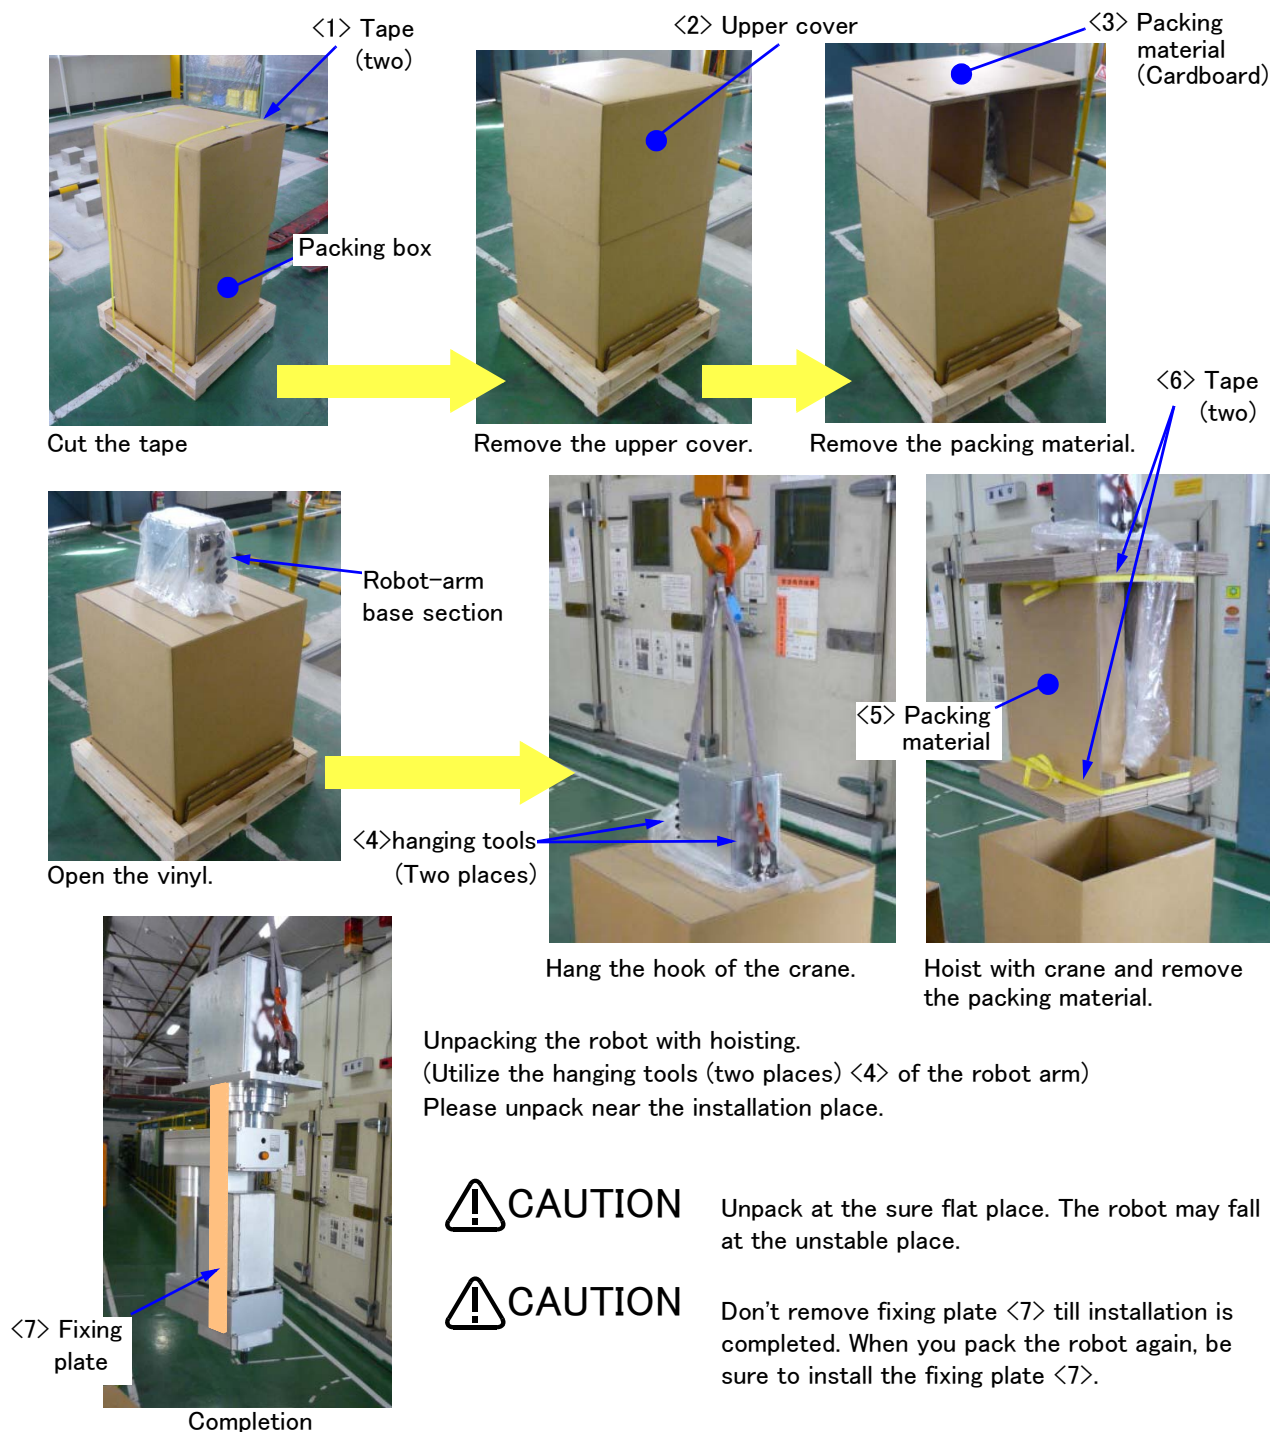 <1> Tape
(two)
<2> Upper cover
<3> Packing
material
(Cardboard)
Packing box
Cut the tape
Remove the upper cover.
Remove the packing material.
<6> Tape
(two)
Robot-arm
base section
<5> Packing
material
<4>hanging tools
(Two places)
Open the vinyl.
Hang the hook of the crane.
Hoist with crane and remove
the packing material.
Unpacking the robot with hoisting.
(Utilize the hanging tools (two places) <4> of the robot arm)
Please unpack near the installation place.
CAUTION
Unpack at the sure flat place. The robot may fall
at the unstable place.
CAUTION
Don't remove fixing plate <7> till installation is
completed. When you pack the robot again, be
sure to install the fixing plate <7>.
<7> Fixing
plate
Completion